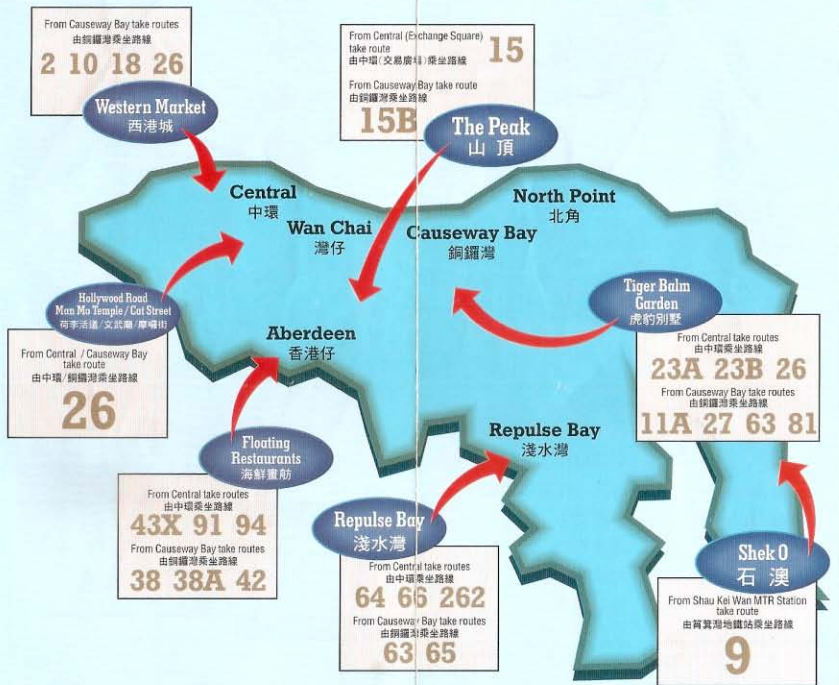 From Causeway Bay take routes
由銅鑼灣乘坐路線
2 10 18 26
Western Market
西港城
From Central (Exchange Square)
take route
由中環(交易廣場)乘坐路線
15
From Causeway Bay take route
由銅鑼灣乘坐路線
15B
The Peak
山頂
Central
中環
Wan Chai
灣仔
Causeway Bay
銅鑼灣
North Point
北角
Hollywood Road
Man Mo Temple / Cat Street
荷李活道/文武廟/摩囉街
From Central / Causeway Bay
take route
由中環/銅鑼灣乘坐路線
26
Aberdeen
香港仔
Tiger Balm
Garden
虎豹別墅
From Central take routes
由中環乘坐路線
23A 23B 26
From Causeway Bay take routes
由銅鑼灣乘坐路線
11A 27 63 81
Floating
Restaurants
海鮮畫舫
From Central take routes
由中環乘坐路線
43X 91 94
From Causeway Bay take routes
由銅鑼灣乘坐路線
38 38A 42
Repulse Bay
淺水灣
Repulse Bay
淺水灣
From Central take routes
由中環乘坐路線
64 66 262
From Causeway Bay take routes
由銅鑼灣乘坐路線
63 65
Shek O
石澳
From Shau Kei Wan MTR Station
take route
由筲箕灣地鐵站乘坐路線
9